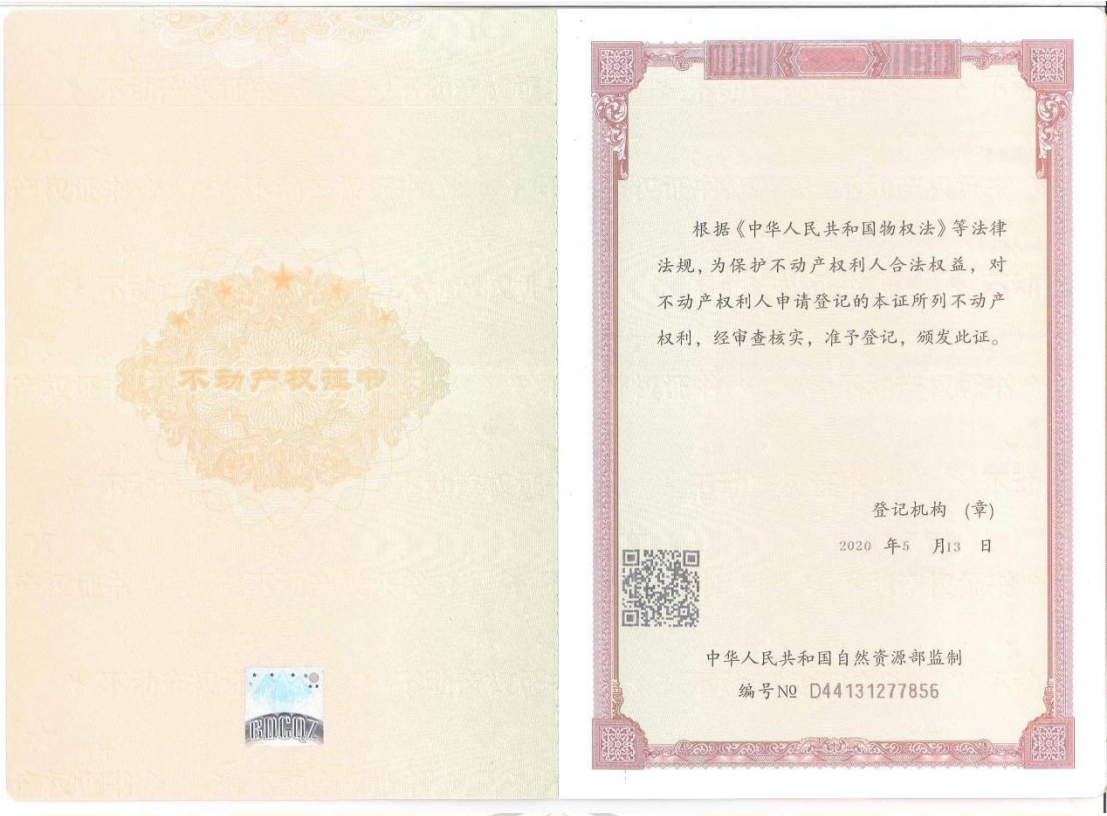 不动产权证书
BDCQZ
根据《中华人民共和国物权法》等法律
法规，为保护不动产权利人合法权益，对
不动产权利人申请登记的本证所列不动产
权利，经审查核实，准予登记，颁发此证。
登记机构 (章)
2020 年5 月13 日
中华人民共和国自然资源部监制
编号№ D44131277856